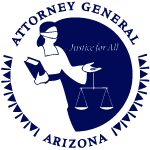 ATTORNEY GENERAL
Justice for All
ARIZONA